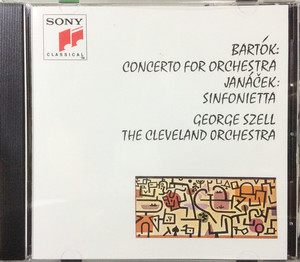 SONY
CLASSICAL
BARTÓK:
CONCERTO FOR ORCHESTRA
JANÁČEK:
SINFONIETTA
GEORGE SZELL
THE CLEVELAND ORCHESTRA